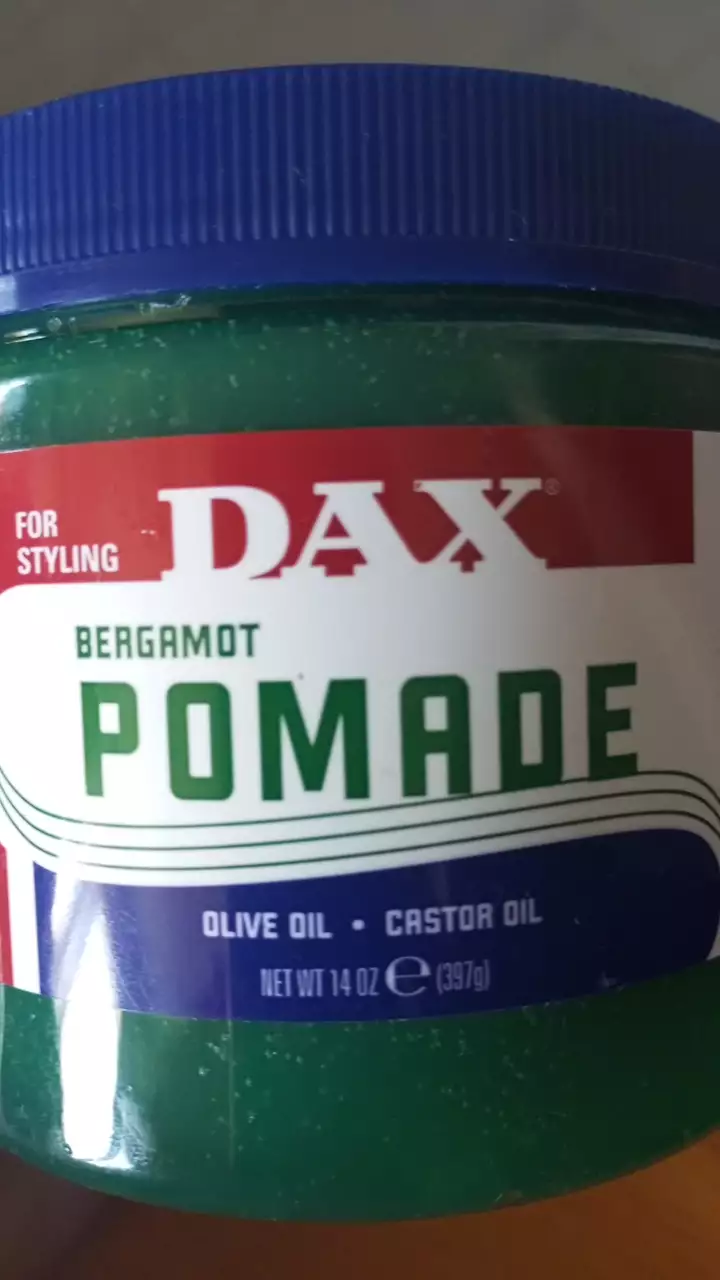 FOR
STYLING
DAX®
BERGAMOT
POMADE
OLIVE OIL • CASTOR OIL
NET WT 14 OZ ℮ (397g)